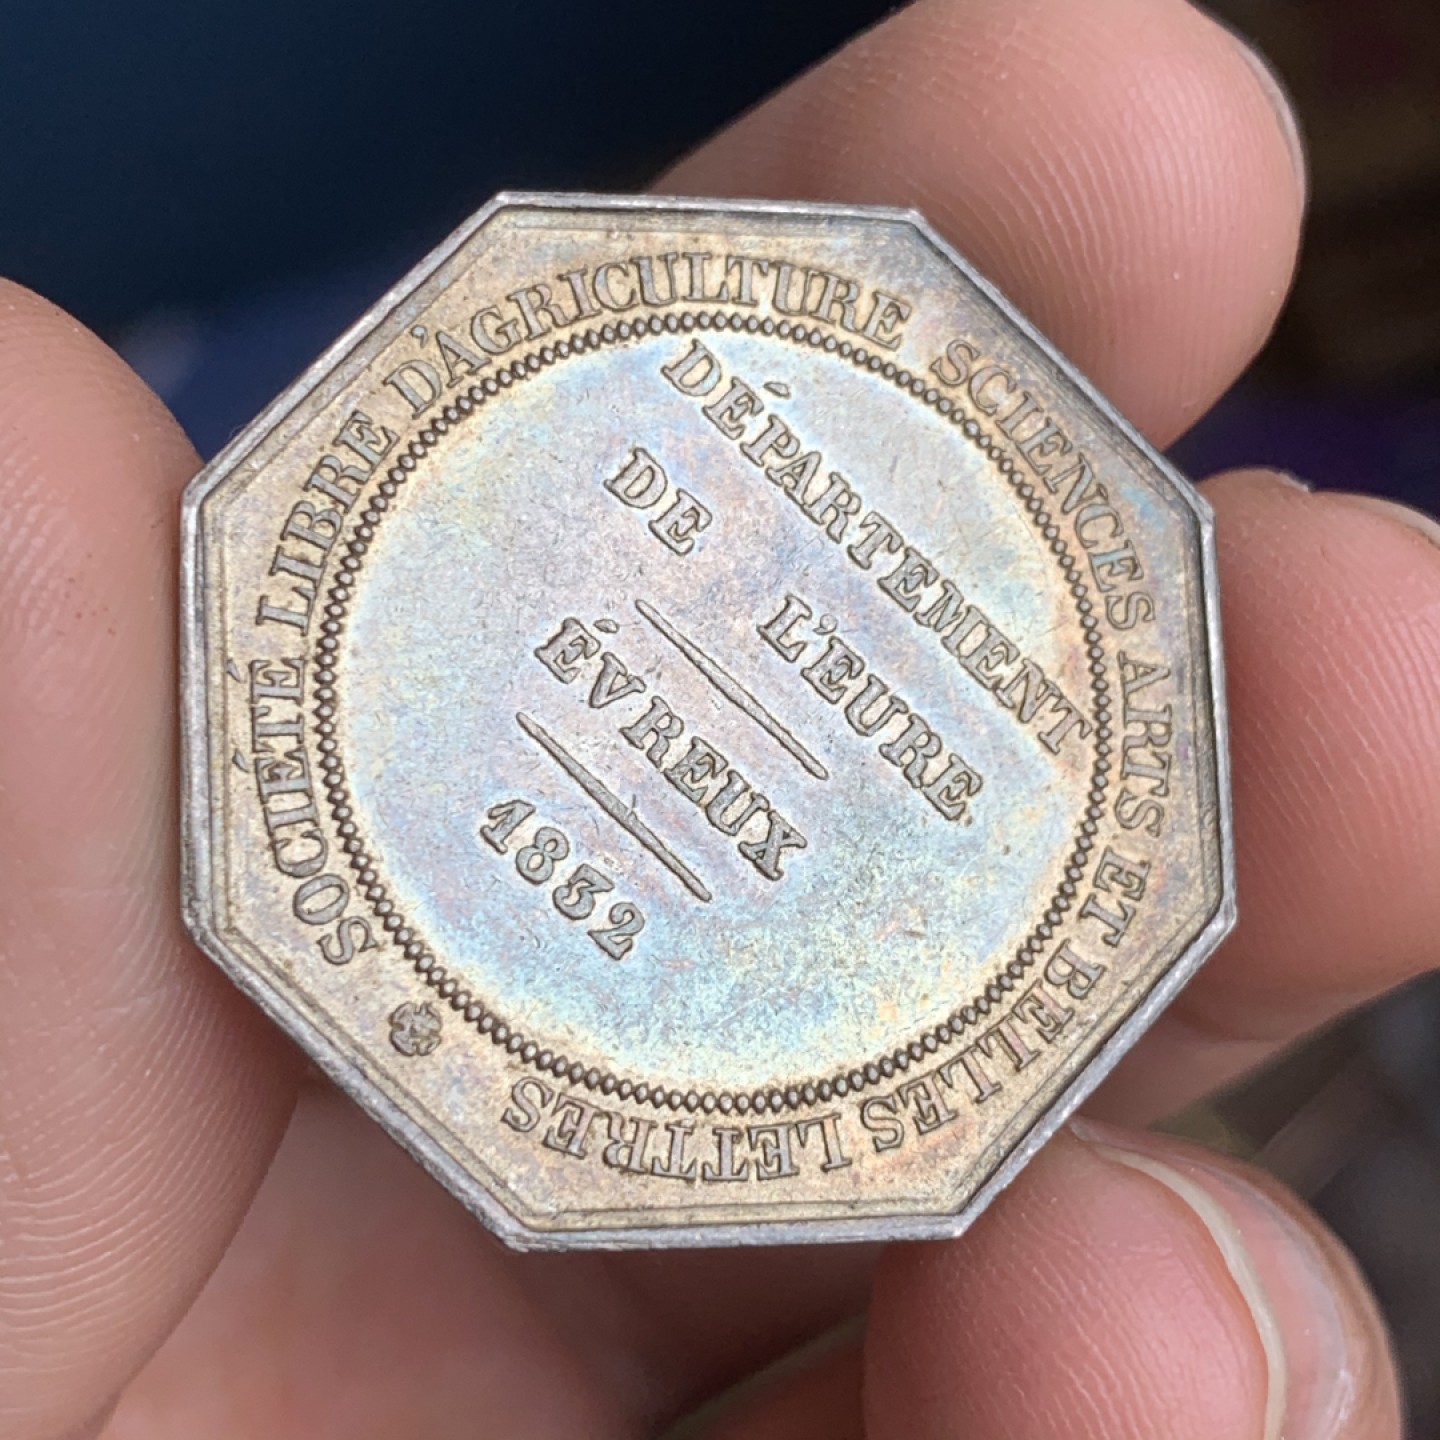 SOCIÉTÉ LIBRE D'AGRICULTURE SCIENCES ARTS ET BELLES LETTRES
DÉPARTEMENT
DE L'EURE
ÉVREUX
1832